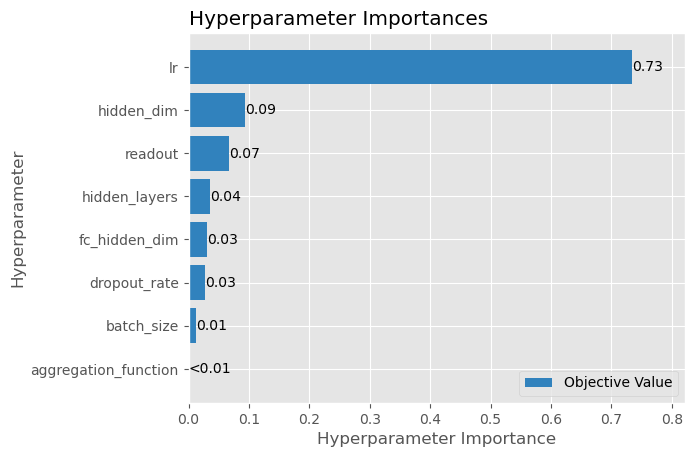 Hyperparameter Importances
Hyperparameter
lr
0.73
hidden_dim
0.09
readout
0.07
hidden_layers
0.04
fc_hidden_dim
0.03
dropout_rate
0.03
batch_size
0.01
aggregation_function
<0.01
Objective Value
0.0 0.1 0.2 0.3 0.4 0.5 0.6 0.7 0.8
Hyperparameter Importance